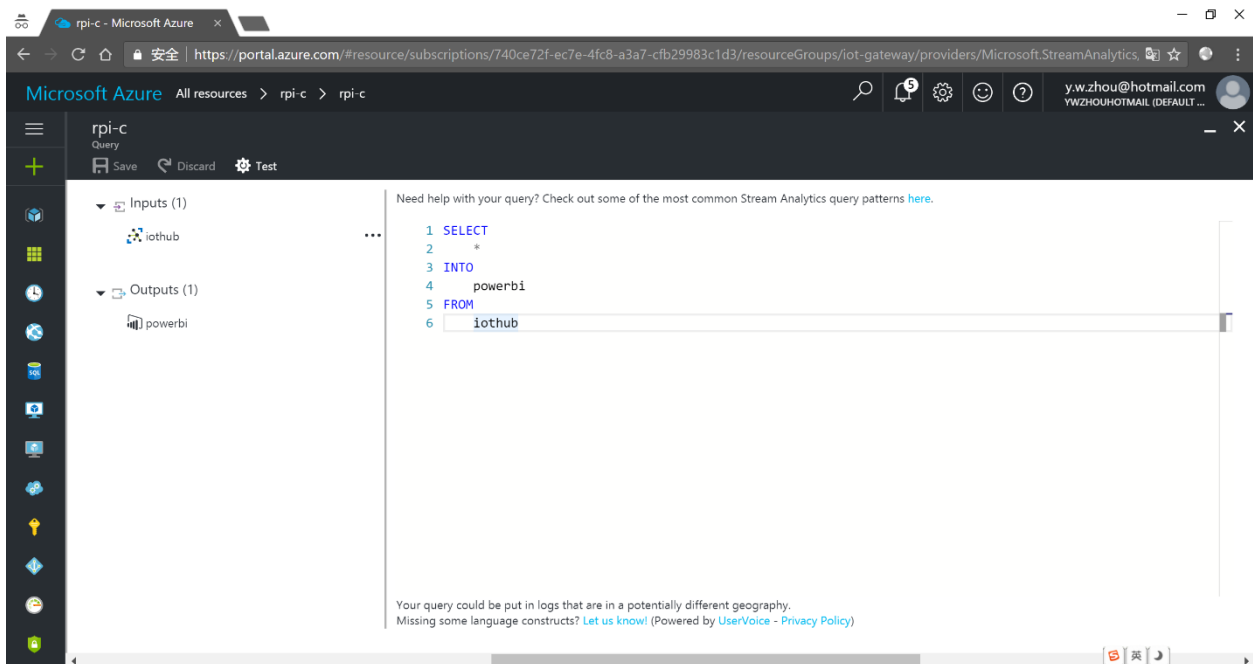 rpi-c - Microsoft Azure
安全 | https://portal.azure.com/#resource/subscriptions/740ce72f-ec7e-4fc8-a3a7-cfb29983c1d3/resourceGroups/iot-gateway/providers/Microsoft.StreamAnalytics,
Microsoft Azure All resources > rpi-c > rpi-c
5
y.w.zhou@hotmail.com
YWZHOUHOTMAIL (DEFAULT ...
rpi-c
Query
Save Discard Test
Inputs (1)
iothub
...
Outputs (1)
powerbi
Need help with your query? Check out some of the most common Stream Analytics query patterns here.
1 SELECT
2 *
3 INTO
4 powerbi
5 FROM
6 iothub
SQL
Your query could be put in logs that are in a potentially different geography.
Missing some language constructs? Let us know! (Powered by UserVoice - Privacy Policy)
S 英